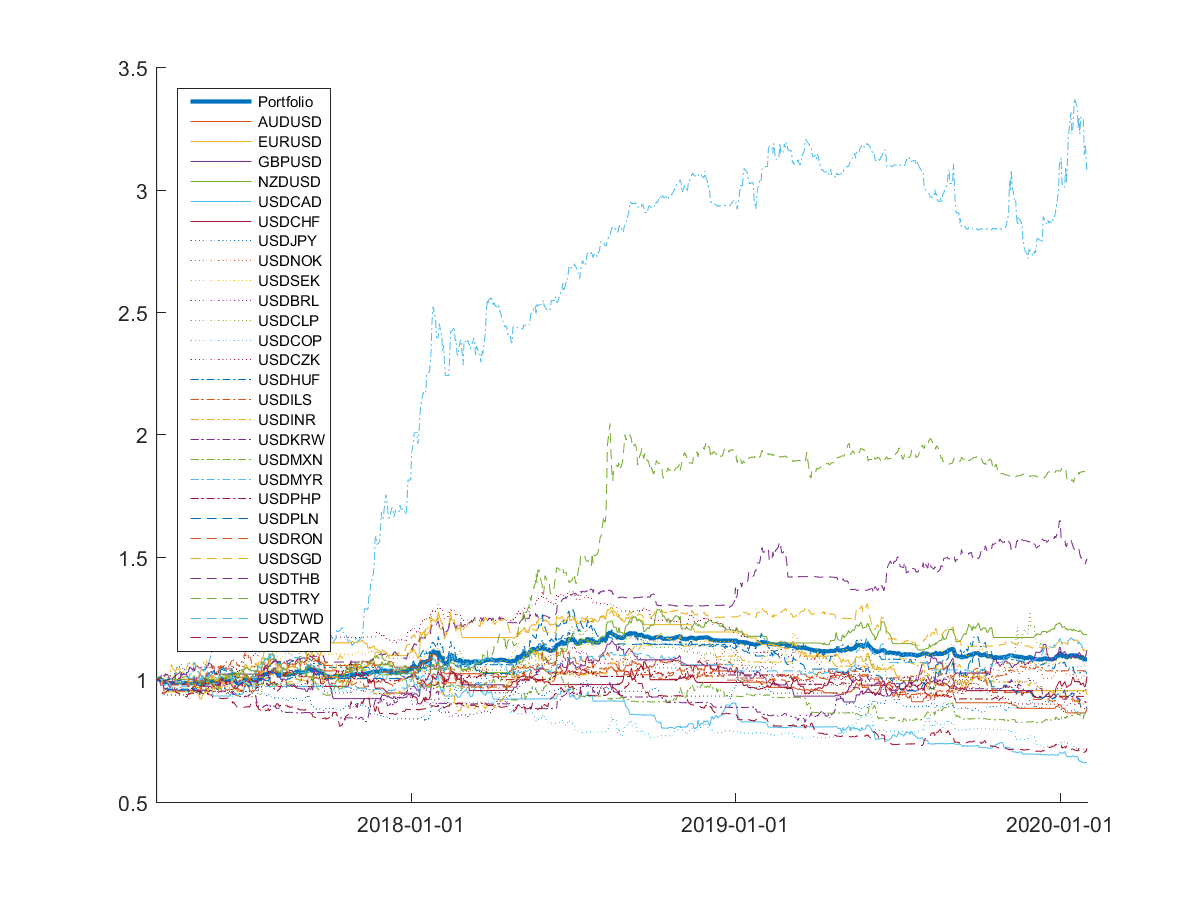 3.5
3
2.5
2
1.5
1
0.5
Portfolio
AUDUSD
EURUSD
GBPUSD
NZDUSD
USDCAD
USDCHF
USDJPY
USDNOK
USDSEK
USDBRL
USDCLP
USDCOP
USDCZK
USDHUF
USDILS
USDINR
USDKRW
USDMXN
USDMYR
USDPHP
USDPLN
USDRON
USDSGD
USDTHB
USDTRY
USDTWD
USDZAR
2018-01-01
2019-01-01
2020-01-01